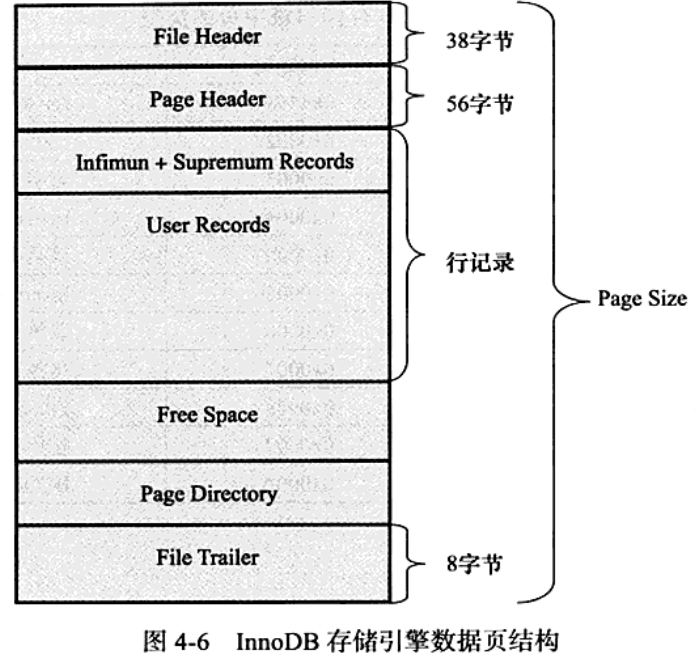 File Header
38字节
Page Header
56字节
Infimun + Supremum Records
User Records
行记录
Page Size
Free Space
Page Directory
File Trailer
8字节
图 4-6 InnoDB 存储引擎数据页结构